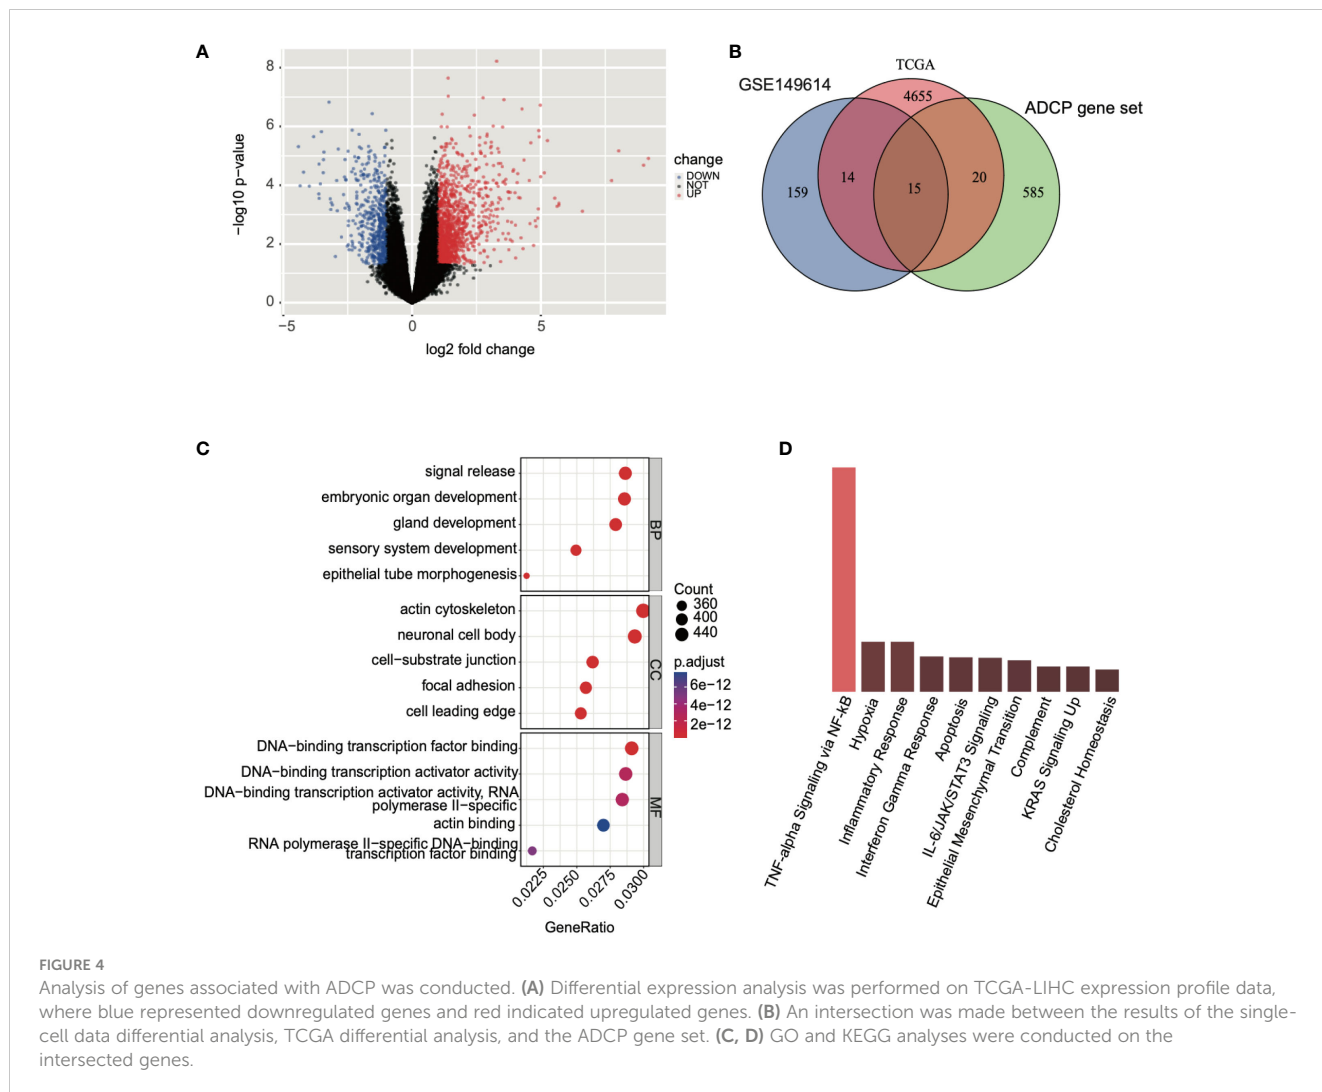 A
8
6
4
2
0
−log10 p−value
−5
0
5
log2 fold change
change
DOWN
NOT
UP
B
TCGA
GSE149614
ADCP gene set
4655
159
14
15
20
585
C
signal release
embryonic organ development
gland development
sensory system development
epithelial tube morphogenesis
BP
actin cytoskeleton
neuronal cell body
cell−substrate junction
focal adhesion
cell leading edge
CC
DNA−binding transcription factor binding
DNA−binding transcription activator activity
DNA−binding transcription activator activity, RNA
polymerase II−specific
actin binding
RNA polymerase II−specific DNA−binding
transcription factor binding
MF
0.0225
0.0250
0.0275
0.0300
GeneRatio
Count
360
400
440
p.adjust
6e−12
4e−12
2e−12
D
TNF-alpha Signaling via NF-kB
Hypoxia
Inflammatory Response
Interferon Gamma Response
Apoptosis
IL-6/JAK/STAT3 Signaling
Epithelial Mesenchymal Transition
Complement
KRAS Signaling Up
Cholesterol Homeostasis
FIGURE 4
Analysis of genes associated with ADCP was conducted. (A) Differential expression analysis was performed on TCGA-LIHC expression profile data,
where blue represented downregulated genes and red indicated upregulated genes. (B) An intersection was made between the results of the single-
cell data differential analysis, TCGA differential analysis, and the ADCP gene set. (C, D) GO and KEGG analyses were conducted on the
intersected genes.